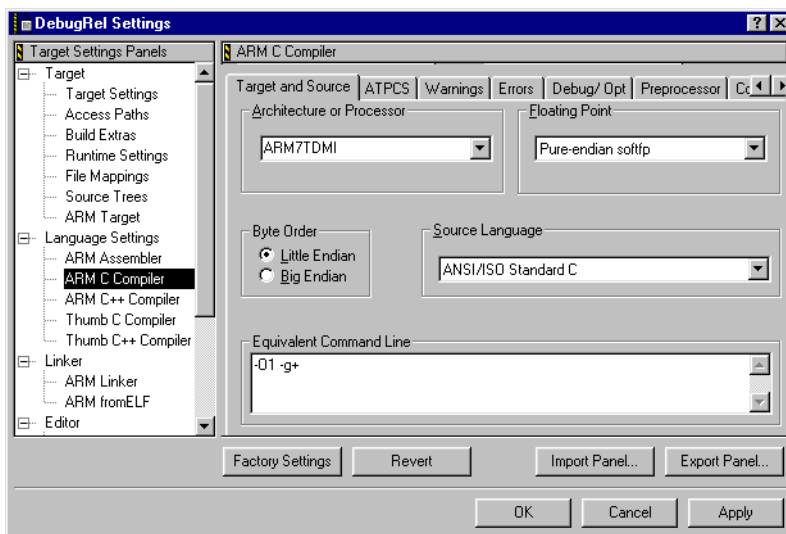 DebugRel Settings
Target Settings Panels
Target
Target Settings
Access Paths
Build Extras
Runtime Settings
File Mappings
Source Trees
ARM Target
Language Settings
ARM Assembler
ARM C Compiler
ARM C++ Compiler
Thumb C Compiler
Thumb C++ Compiler
Linker
ARM Linker
ARM fromELF
Editor
ARM C Compiler
Target and Source ATPCS Warnings Errors Debug/ Opt Preprocessor
Architecture or Processor
ARM7TDMI
Floating Point
Pure-endian softfp
Byte Order
Little Endian
Big Endian
Source Language
ANSI/ISO Standard C
Equivalent Command Line
-O1 -g+
Factory Settings Revert Import Panel... Export Panel...
OK Cancel Apply